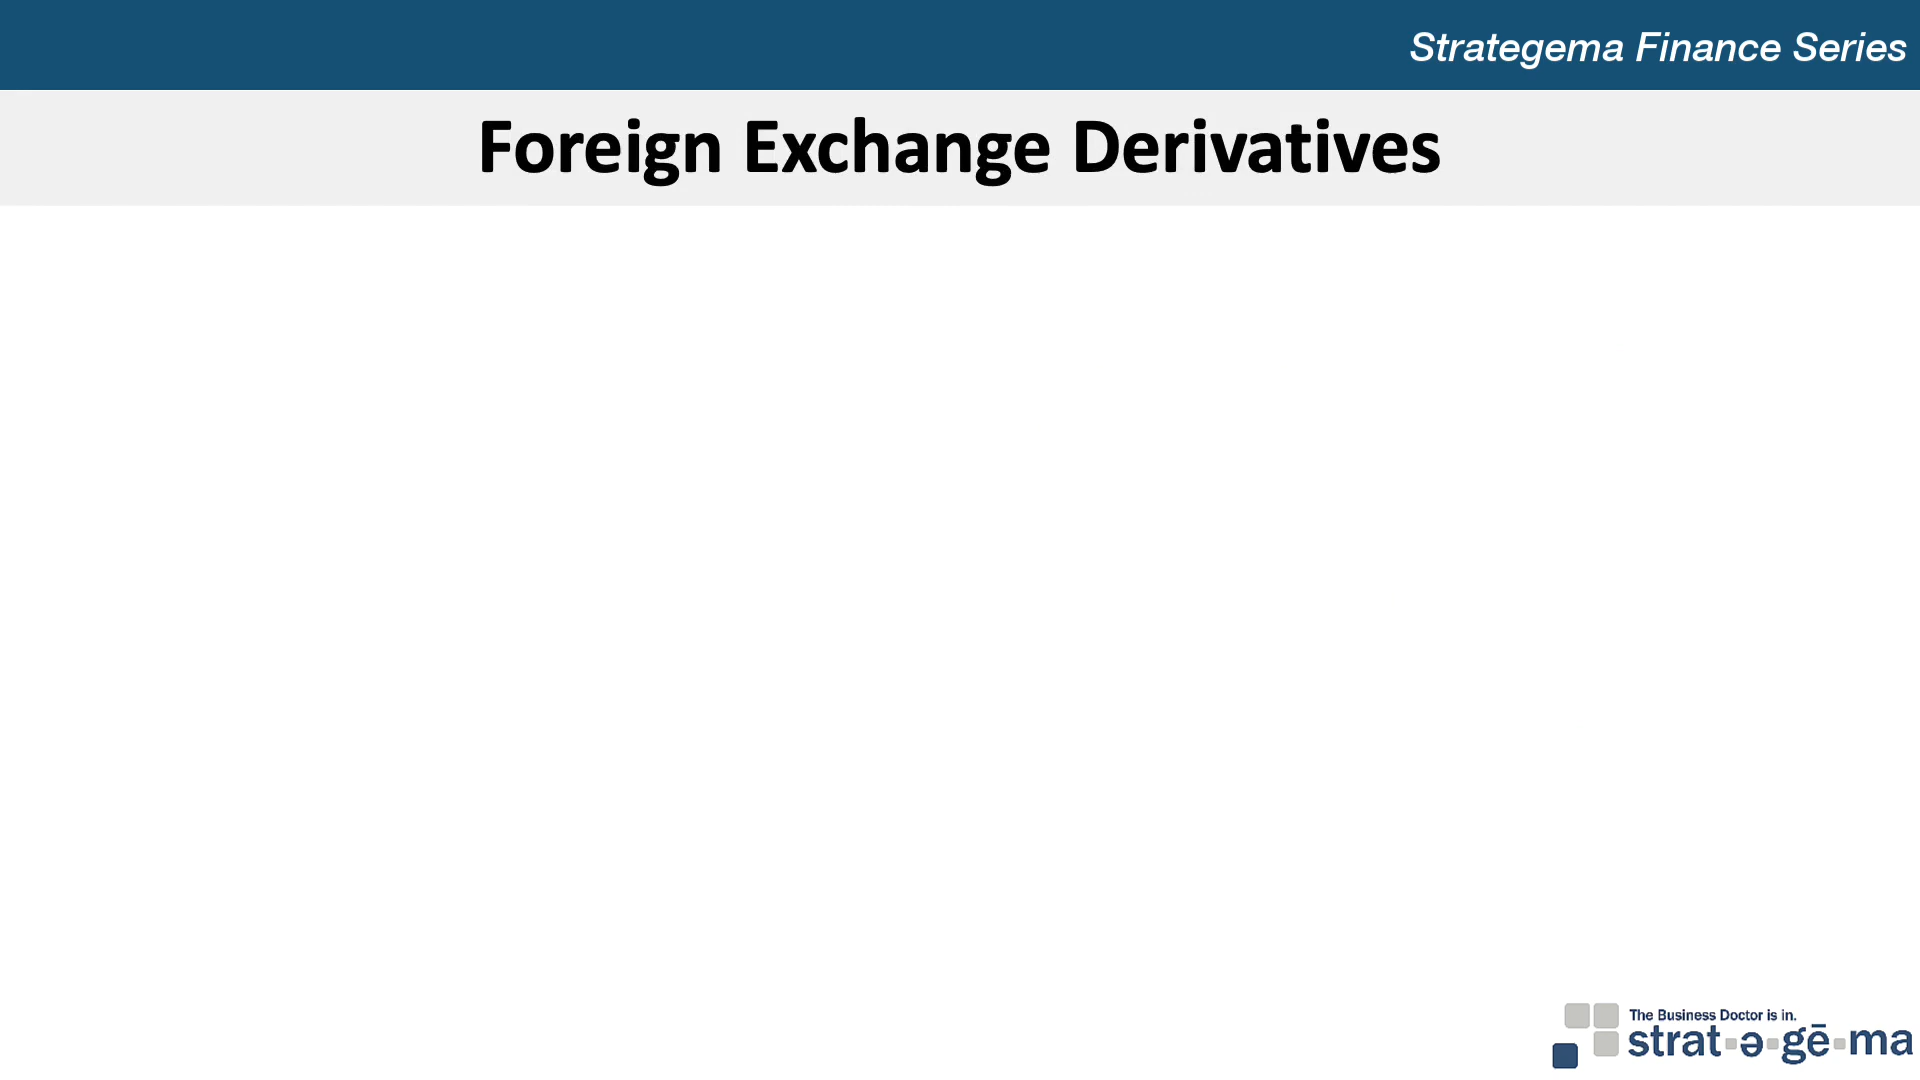 Strategema Finance Series
Foreign Exchange Derivatives
The Business Doctor is in.
strat-ə-gē-ma